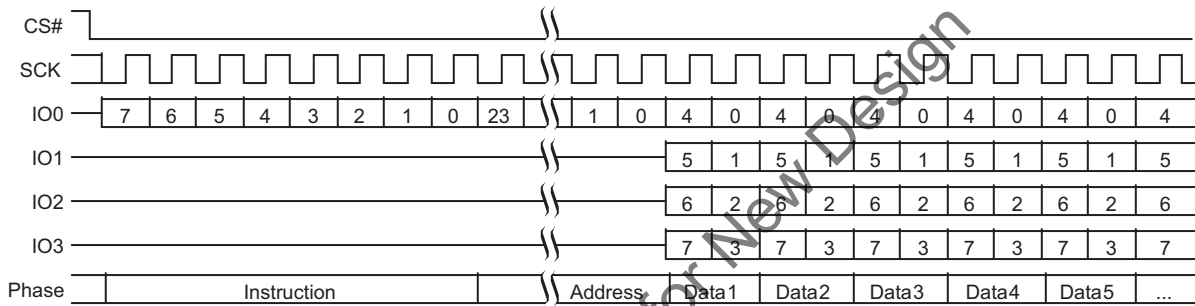 CS#
SCK
IO0 7 6 5 4 3 2 1 0 23 1 0 4 0 4 0 4 0 4 0 4 0 4
IO1 5 1 5 1 5 1 5 1 5 1 5
IO2 6 2 6 2 6 2 6 2 6 2 6
IO3 7 3 7 3 7 3 7 3 7 3 7
Phase Instruction Address Data1 Data2 Data3 Data4 Data5 ...
for New Design